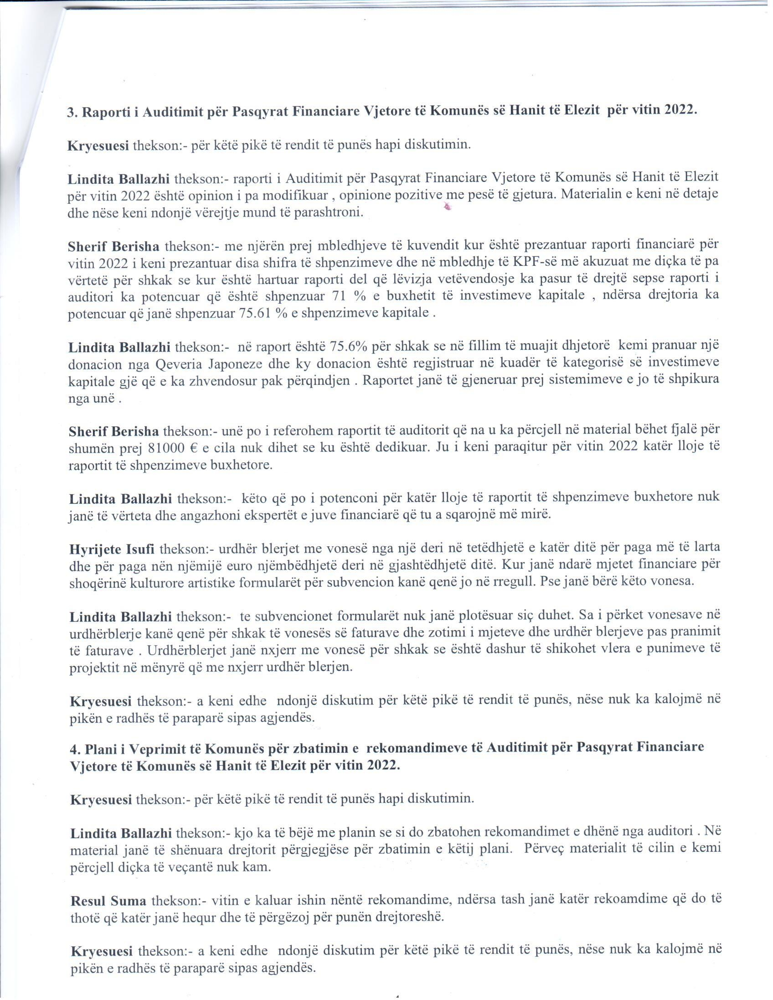 3. Raporti i Auditimit për Pasqyrat Financiare Vjetore të Komunës së Hanit të Elezit për vitin 2022.
Kryesuesi thekson:- për këtë pikë të rendit të punës hapi diskutimin.
Lindita Ballazhi thekson:- raporti i Auditimit për Pasqyrat Financiare Vjetore të Komunës së Hanit të Elezit
për vitin 2022 është opinion i pa modifikuar , opinione pozitive me pesë të gjetura. Materialin e keni në detaje
dhe nëse keni ndonjë vërejtje mund të parashtroni.
Sherif Berisha thekson:- me njërën prej mbledhjeve të kuvendit kur është prezantuar raporti financiarë për
vitin 2022 i keni prezantuar disa shifra të shpenzimeve dhe në mbledhje të KPF-së më akuzuat me diçka të pa
vërtetë për shkak se kur është hartuar raporti del që lëvizja vetëvendosje ka pasur të drejtë sepse raporti i
auditori ka potencuar që është shpenzuar 71 % e buxhetit të investimeve kapitale , ndërsa drejtoria ka
potencuar që janë shpenzuar 75.61 % e shpenzimeve kapitale .
Lindita Ballazhi thekson:- në raport është 75.6% për shkak se në fillim të muajit dhjetorë kemi pranuar një
donacion nga Qeveria Japoneze dhe ky donacion është regjistruar në kuadër të kategorisë së investimeve
kapitale gjë që e ka zhvendosur pak përqindjen . Raportet janë të gjeneruar prej sistemimeve e jo të shpikura
nga unë .
Sherif Berisha thekson:- unë po i referohem raportit të auditorit që na u ka përcjell në material bëhet fjalë për
shumën prej 81000 € e cila nuk dihet se ku është dedikuar. Ju i keni paraqitur për vitin 2022 katër lloje të
raportit të shpenzimeve buxhetore.
Lindita Ballazhi thekson:- këto që po i potenconi për katër lloje të raportit të shpenzimeve buxhetore nuk
janë të vërteta dhe angazhoni ekspertët e juve financiarë që tu a sqarojnë më mirë.
Hyrijete Isufi thekson:- urdhër blerjet me vonesë nga një deri në tetëdhjetë e katër ditë për paga më të larta
dhe për paga nën njëmijë euro njëmbëdhjetë deri në gjashtëdhjetë ditë. Kur janë ndarë mjetet financiare për
shoqërinë kulturore artistike formularët për subvencion kanë qenë jo në rregull. Pse janë bërë këto vonesa.
Lindita Ballazhi thekson:- te subvencionet formularët nuk janë plotësuar siç duhet. Sa i përket vonesave në
urdhërblerje kanë qenë për shkak të vonesës së faturave dhe zotimi i mjeteve dhe urdhër blerjeve pas pranimit
të faturave . Urdhërblerjet janë nxjerr me vonesë për shkak se është dashur të shikohet vlera e punimeve të
projektit në mënyrë që me nxjerr urdhër blerjen.
Kryesuesi thekson:- a keni edhe ndonjë diskutim për këtë pikë të rendit të punës, nëse nuk ka kalojmë në
pikën e radhës të paraparë sipas agjendës.
4. Plani i Veprimit të Komunës për zbatimin e rekomandimeve të Auditimit për Pasqyrat Financiare
Vjetore të Komunës së Hanit të Elezit për vitin 2022.
Kryesuesi thekson:- për këtë pikë të rendit të punës hapi diskutimin.
Lindita Ballazhi thekson:- kjo ka të bëjë me planin se si do zbatohen rekomandimet e dhënë nga auditori . Në
material janë të shënuara drejtorit përgjegjëse për zbatimin e këtij plani. Përveç materialit të cilin e kemi
përcjell diçka të veçantë nuk kam.
Resul Suma thekson:- vitin e kaluar ishin nëntë rekomandime, ndërsa tash janë katër rekoamdime që do të
thotë që katër janë hequr dhe të përgëzoj për punën drejtoreshë.
Kryesuesi thekson:- a keni edhe ndonjë diskutim për këtë pikë të rendit të punës, nëse nuk ka kalojmë në
pikën e radhës të paraparë sipas agjendës.